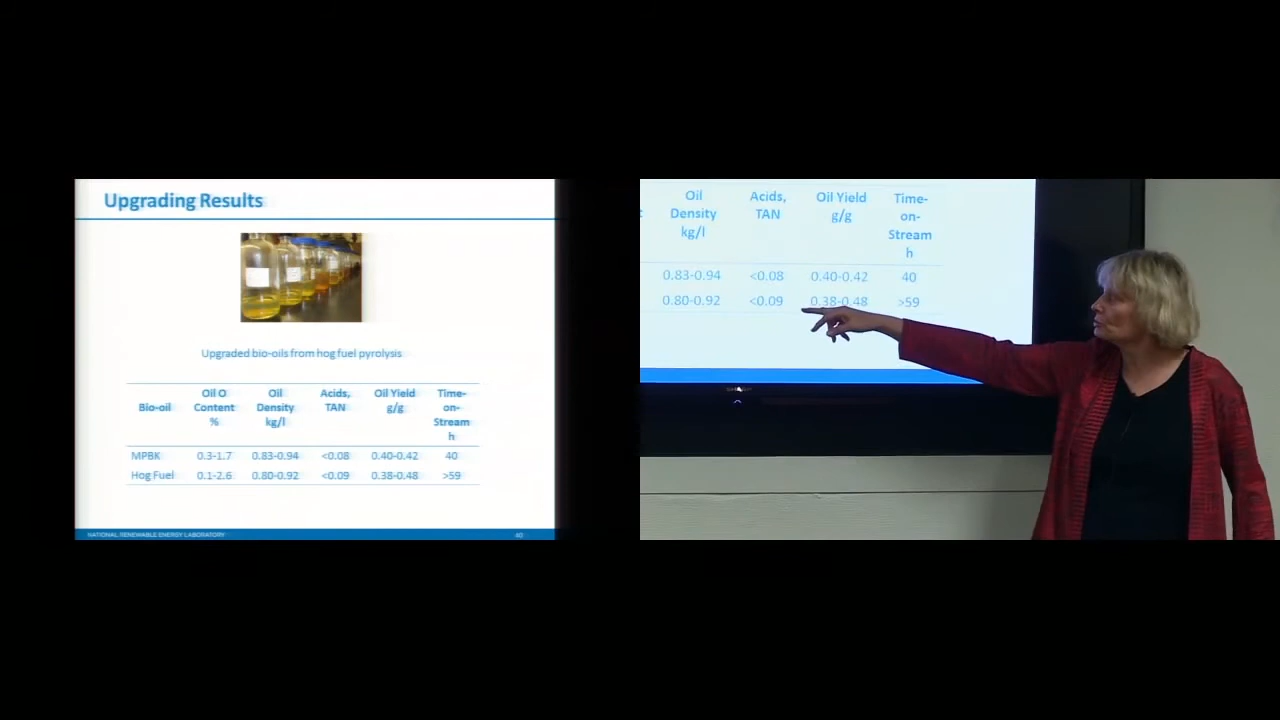 Upgrading Results
Upgraded bio-oils from hog fuel pyrolysis
Bio-oil
Oil O
Content
%
Oil
Density
kg/l
Acids,
TAN
Oil Yield
g/g
Time-
on-
Stream
h
MPBK 0.3-1.7 0.83-0.94 <0.08 0.40-0.42 40
Hog Fuel 0.1-2.6 0.80-0.92 <0.09 0.38-0.48 >59
NATIONAL RENEWABLE ENERGY LABORATORY 40
Oil
Density
kg/l
Acids,
TAN
Oil Yield
g/g
Time-
on-
Stream
h
0.83-0.94 <0.08 0.40-0.42 40
0.80-0.92 <0.09 0.38-0.48 >59